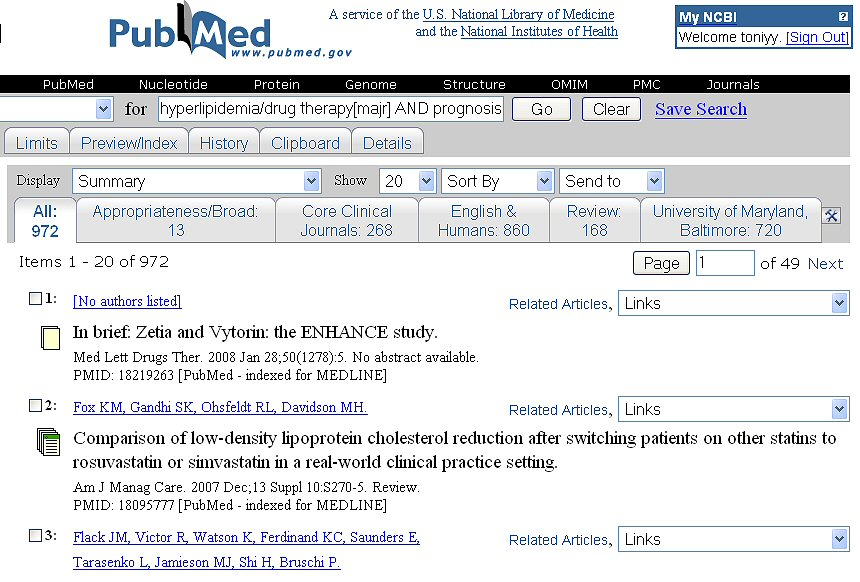 PubMed
www.pubmed.gov
A service of the U.S. National Library of Medicine
and the National Institutes of Health
My NCBI ?
Welcome toniyy. [Sign Out]
PubMed Nucleotide Protein Genome Structure OMIM PMC Journals
for hyperlipidemia/drug therapy[majr] AND prognosis Go Clear Save Search
Limits Preview/Index History Clipboard Details
Display Summary Show 20 Sort By Send to
All: Appropriateness/Broad: Core Clinical English & Review: University of Maryland,
972 13 Journals: 268 Humans: 860 168 Baltimore: 720
Items 1 - 20 of 972
Page 1 of 49 Next
1: [No authors listed] Related Articles, Links
In brief: Zetia and Vytorin: the ENHANCE study.
Med Lett Drugs Ther. 2008 Jan 28;50(1278):5. No abstract available.
PMID: 18219263 [PubMed - indexed for MEDLINE]
2: Fox KM, Gandhi SK, Ohsfeldt RL, Davidson MH. Related Articles, Links
Comparison of low-density lipoprotein cholesterol reduction after switching patients on other statins to
rosuvastatin or simvastatin in a real-world clinical practice setting.
Am J Manag Care. 2007 Dec;13 Suppl 10:S270-5. Review.
PMID: 18095777 [PubMed - indexed for MEDLINE]
3: Flack JM, Victor R, Watson K, Ferdinand KC, Saunders E, Related Articles, Links
Tarasenko L, Jamieson MJ, Shi H, Bruschi P.